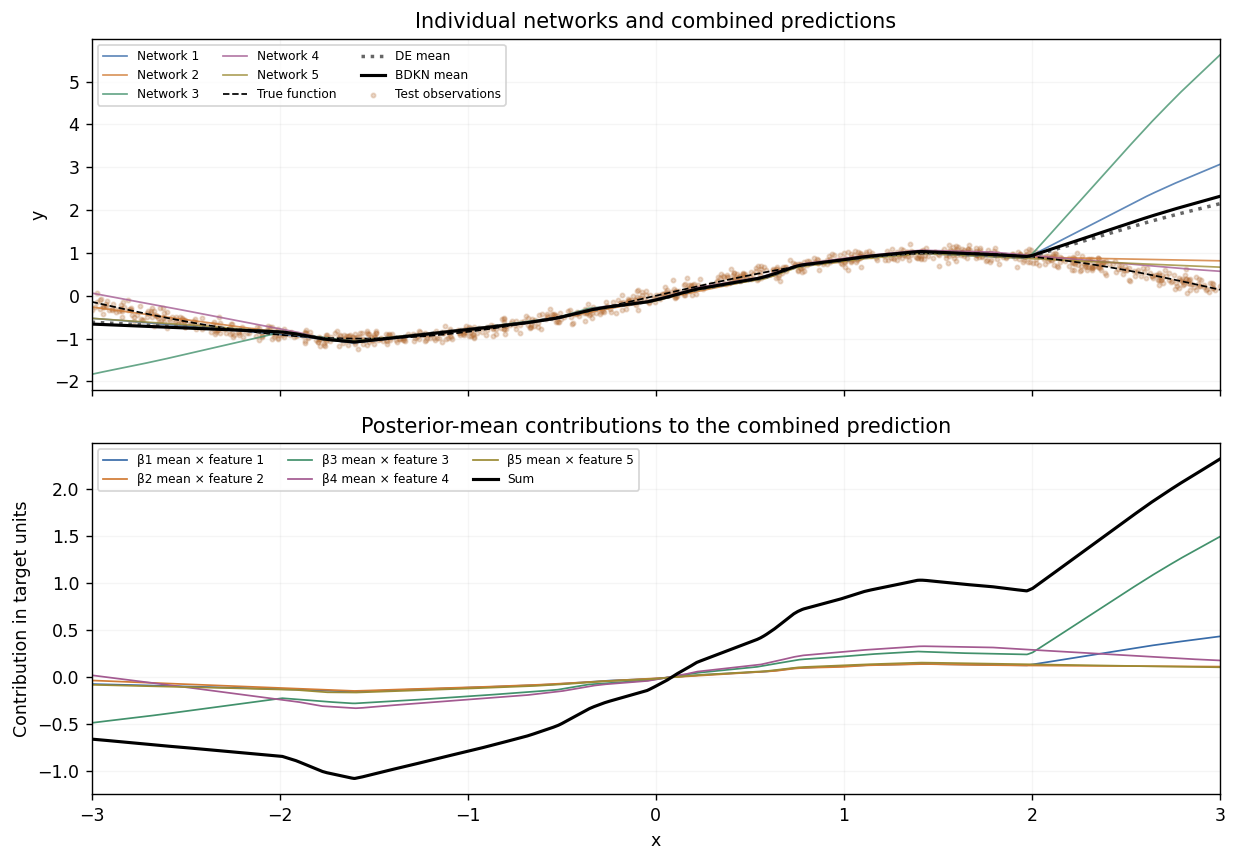 Individual networks and combined predictions
Network 1
Network 2
Network 3
Network 4
Network 5
True function
DE mean
BDKN mean
Test observations
y
5
4
3
2
1
0
−1
−2
Posterior-mean contributions to the combined prediction
β1 mean × feature 1
β2 mean × feature 2
β3 mean × feature 3
β4 mean × feature 4
β5 mean × feature 5
Sum
Contribution in target units
2.0
1.5
1.0
0.5
0.0
−0.5
−1.0
−3
−2
−1
0
1
2
3
x